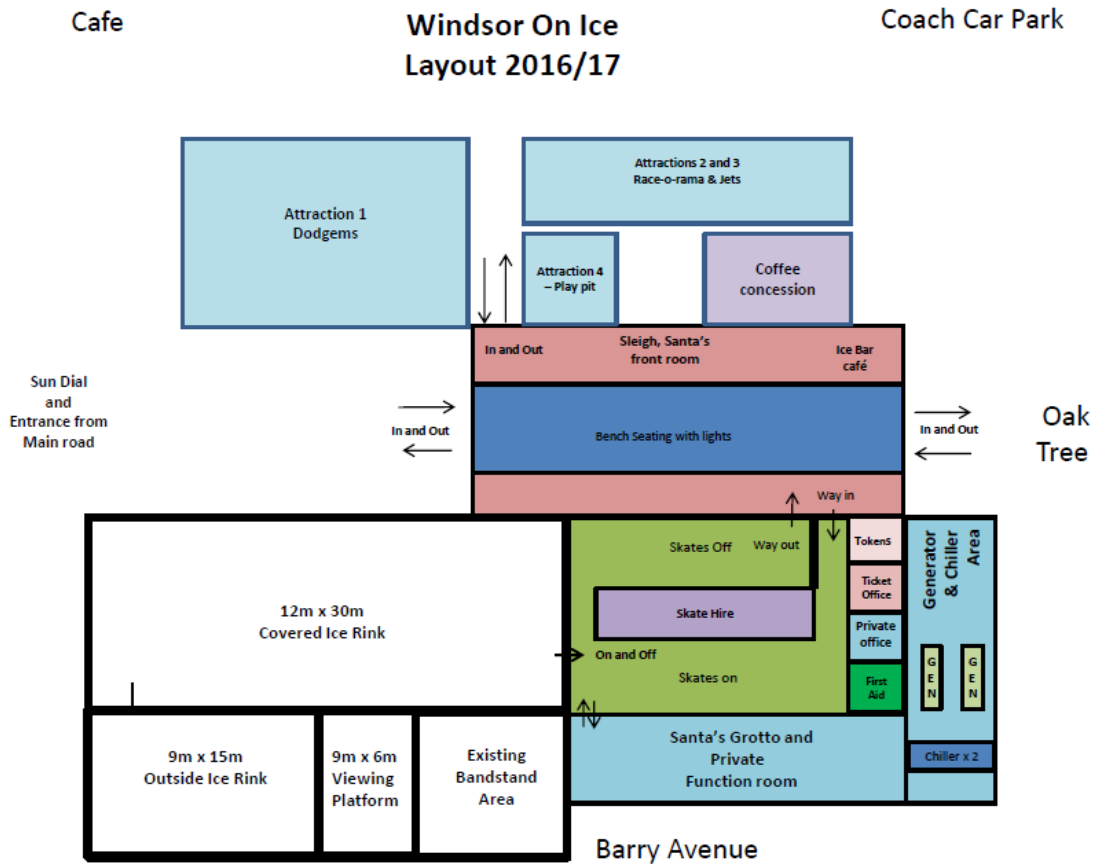 Cafe
Windsor On Ice
Layout 2016/17
Coach Car Park
Attraction 1
Dodgems
Attractions 2 and 3
Race-o-rama & Jets
Attraction 4
– Play pit
Coffee
concession
In and Out
Sleigh, Santa's
front room
Ice Bar
café
Sun Dial
and
Entrance from
Main road
In and Out
Bench Seating with lights
In and Out
Oak
Tree
Way in
Skates Off
Way out
Tokens
Ticket
Office
Private
office
First
Aid
Generator
& Chiller
Area
12m x 30m
Covered Ice Rink
Skate Hire
On and Off
Skates on
GEN
GEN
9m x 15m
Outside Ice Rink
9m x 6m
Viewing
Platform
Existing
Bandstand
Area
Santa's Grotto and
Private
Function room
Chiller x 2
Barry Avenue